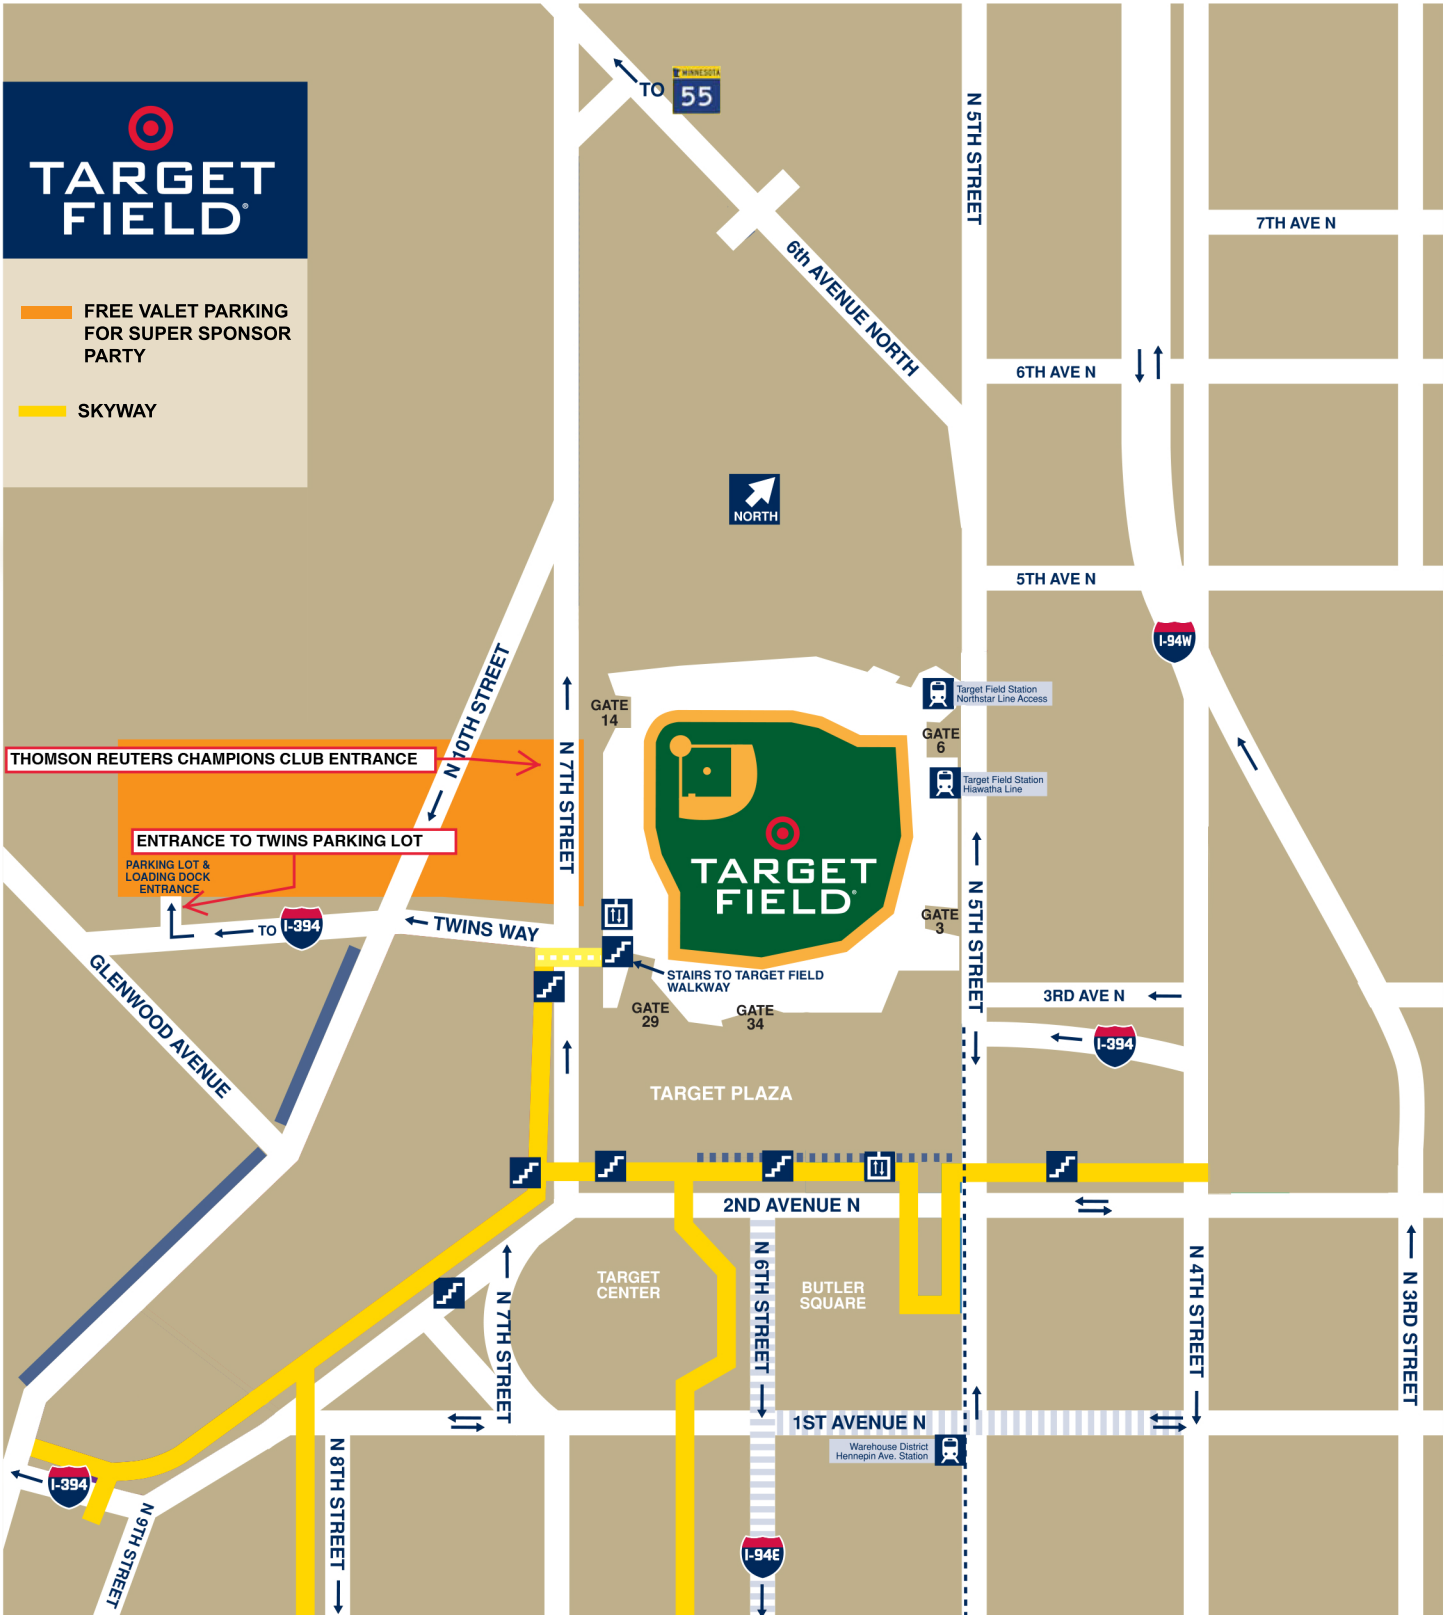 TARGET
FIELD®
FREE VALET PARKING
FOR SUPER SPONSOR
PARTY
SKYWAY
TO
MINNESOTA
55
N 5TH STREET
7TH AVE N
6th AVENUE NORTH
6TH AVE N
NORTH
5TH AVE N
I-94W
N 10TH STREET
Target Field Station
Northstar Line Access
GATE
14
GATE
6
THOMSON REUTERS CHAMPIONS CLUB ENTRANCE
N 7TH STREET
Target Field Station
Hiawatha Line
ENTRANCE TO TWINS PARKING LOT
PARKING LOT &
LOADING DOCK
ENTRANCE
TARGET
FIELD®
GATE
3
N 5TH STREET
TO
I-394
TWINS WAY
STAIRS TO TARGET FIELD
WALKWAY
GLENWOOD AVENUE
GATE
29
GATE
34
3RD AVE N
I-394
TARGET PLAZA
2ND AVENUE N
TARGET
CENTER
BUTLER
SQUARE
N 6TH STREET
N 7TH STREET
N 4TH STREET
N 3RD STREET
1ST AVENUE N
Warehouse District
Hennepin Ave. Station
I-394
N 9TH STREET
N 8TH STREET
I-94E